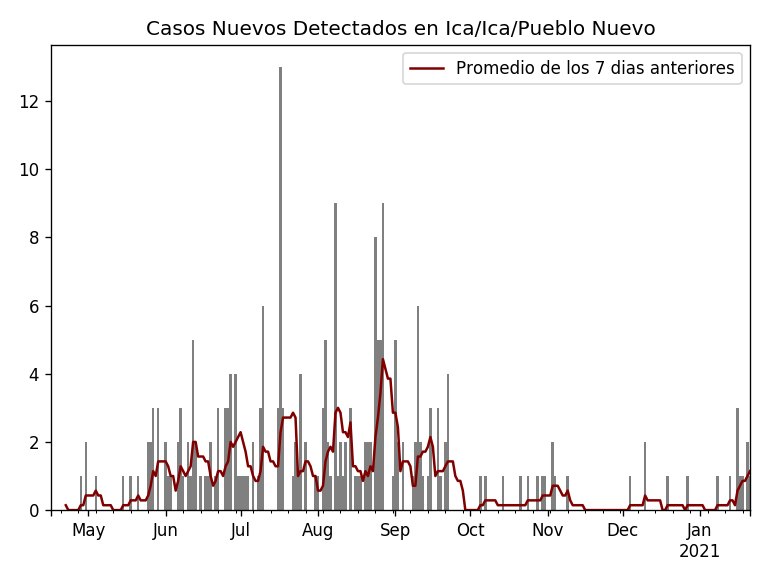 Casos Nuevos Detectados en Ica/Ica/Pueblo Nuevo
Promedio de los 7 dias anteriores
12
10
8
6
4
2
0
May Jun Jul Aug Sep Oct Nov Dec Jan
2021